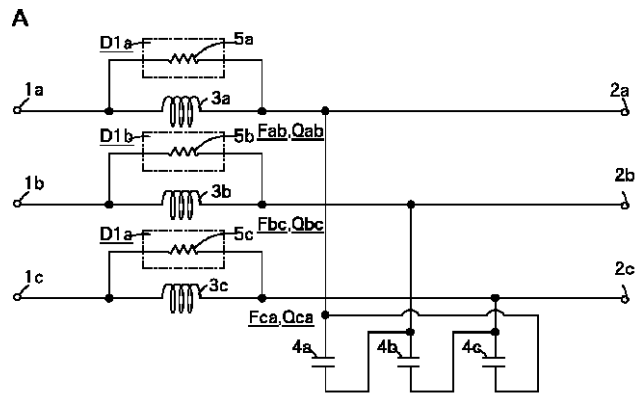 A
D1a
5a
1a
3a
2a
Fab,Qab
D1b
5b
1b
3b
2b
Fbc,Qbc
D1a
5c
1c
3c
2c
Fca,Qca
4a
4b
4c